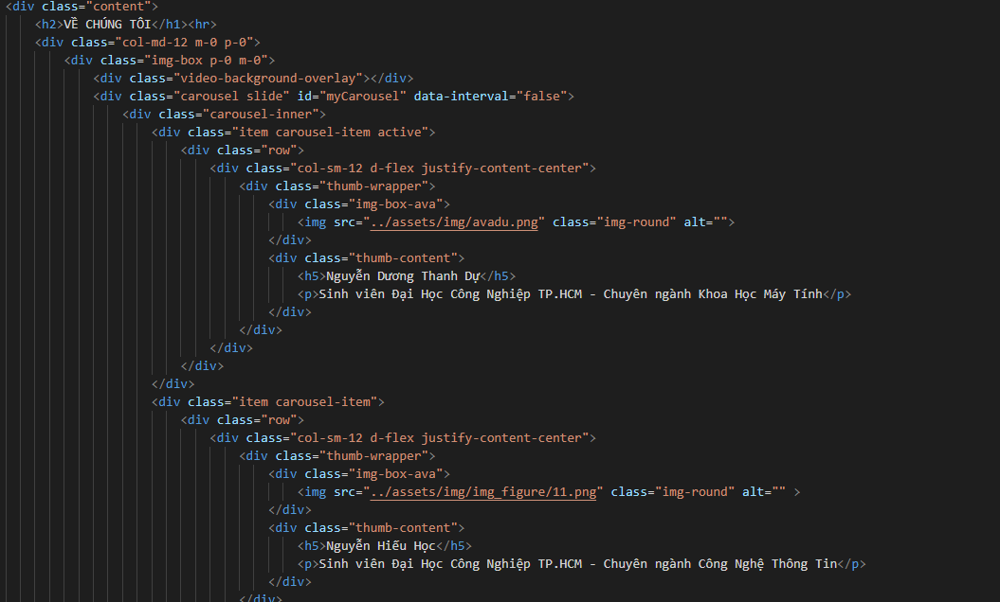 <div class="content">
<h2>VỀ CHÚNG TÔI</h1><hr>
<div class="col-md-12 m-0 p-0">
<div class="img-box p-0 m-0">
<div class="video-background-overlay"></div>
<div class="carousel slide" id="myCarousel" data-interval="false">
<div class="carousel-inner">
<div class="item carousel-item active">
<div class="row">
<div class="col-sm-12 d-flex justify-content-center">
<div class="thumb-wrapper">
<div class="img-box-ava">
<img src="../assets/img/avadu.png" class="img-round" alt="">
</div>
<div class="thumb-content">
<h5>Nguyễn Dương Thanh Dự</h5>
<p>Sinh viên Đại Học Công Nghiệp TP.HCM - Chuyên ngành Khoa Học Máy Tính</p>
</div>
</div>
</div>
</div>
</div>
<div class="item carousel-item">
<div class="row">
<div class="col-sm-12 d-flex justify-content-center">
<div class="thumb-wrapper">
<div class="img-box-ava">
<img src="../assets/img/img_figure/11.png" class="img-round" alt="" >
</div>
<div class="thumb-content">
<h5>Nguyễn Hiếu Học</h5>
<p>Sinh viên Đại Học Công Nghiệp TP.HCM - Chuyên ngành Công Nghệ Thông Tin</p>
</div>
</div>